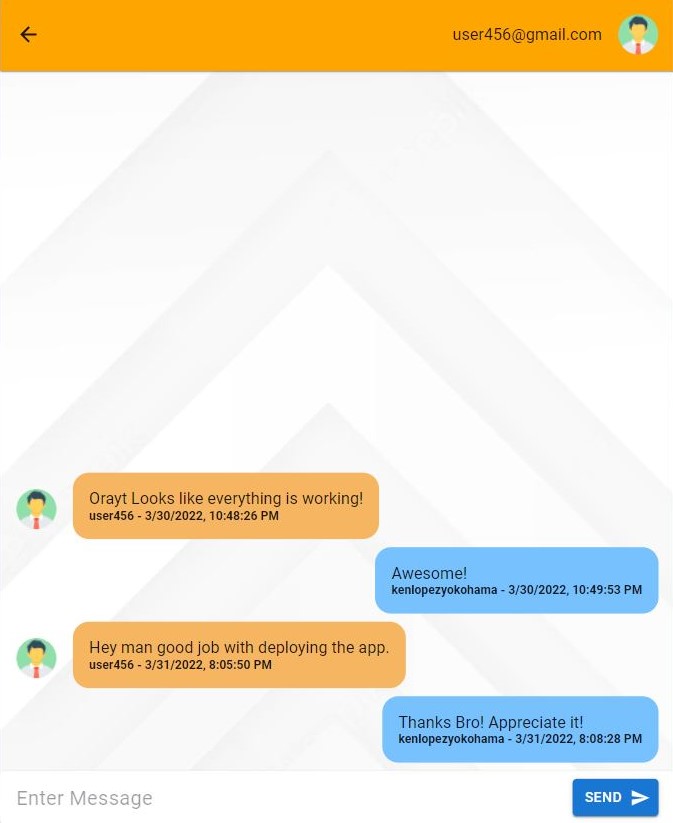 user456@gmail.com
Orayt Looks like everything is working!
user456 - 3/30/2022, 10:48:26 PM
Awesome!
kenlopezyokohama - 3/30/2022, 10:49:53 PM
Hey man good job with deploying the app.
user456 - 3/31/2022, 8:05:50 PM
Thanks Bro! Appreciate it!
kenlopezyokohama - 3/31/2022, 8:08:28 PM
Enter Message
SEND